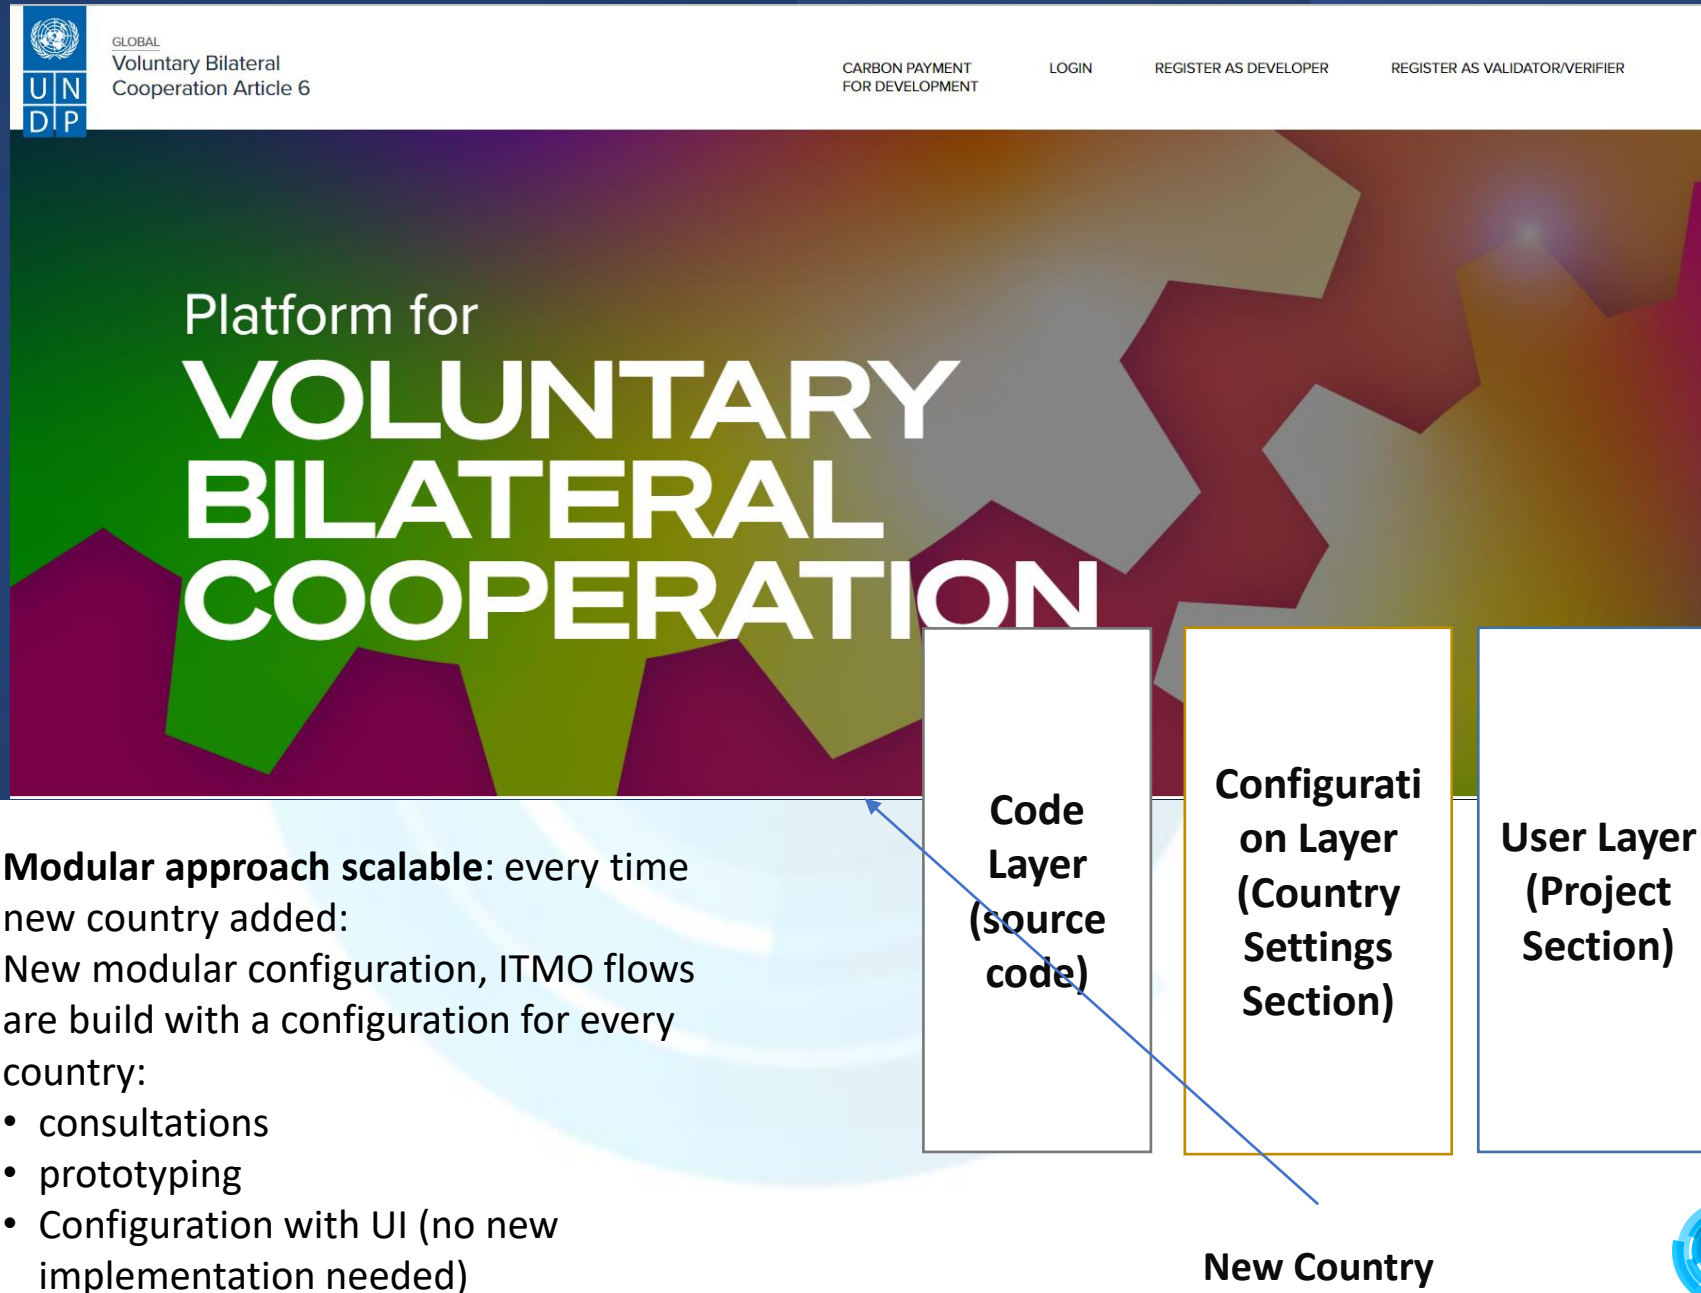 UN
DP
GLOBAL
Voluntary Bilateral
Cooperation Article 6
CARBON PAYMENT
FOR DEVELOPMENT
LOGIN
REGISTER AS DEVELOPER
REGISTER AS VALIDATOR/VERIFIER
Platform for
VOLUNTARY
BILATERAL
COOPERATION
Code
Layer
(source
code)
Configurati
on Layer
(Country
Settings
Section)
User Layer
(Project
Section)
Modular approach scalable: every time
new country added:
New modular configuration, ITMO flows
are build with a configuration for every
country:
• consultations
• prototyping
• Configuration with UI (no new
implementation needed)
New Country